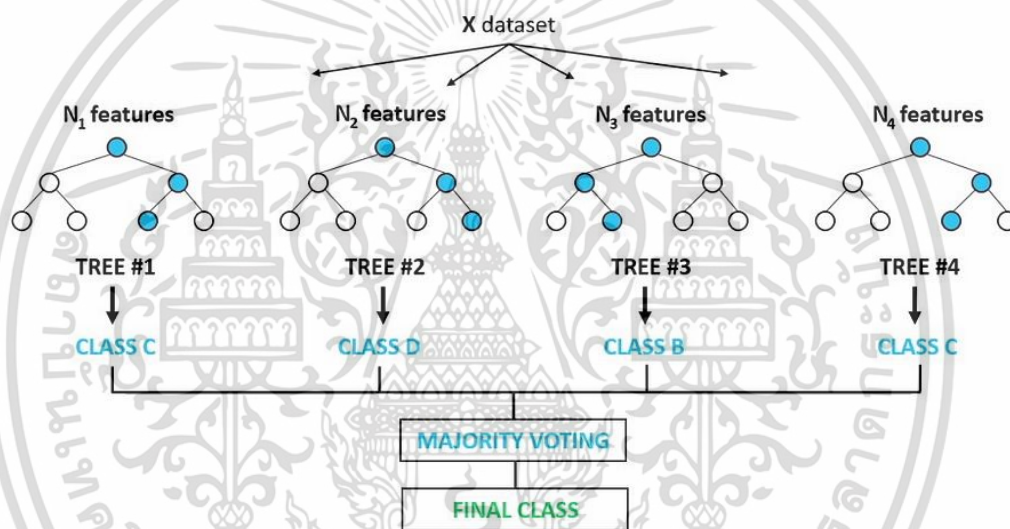 X dataset
N₁ features N₂ features N₃ features N₄ features
TREE #1 TREE #2 TREE #3 TREE #4
CLASS C CLASS D CLASS B CLASS C
MAJORITY VOTING
FINAL CLASS